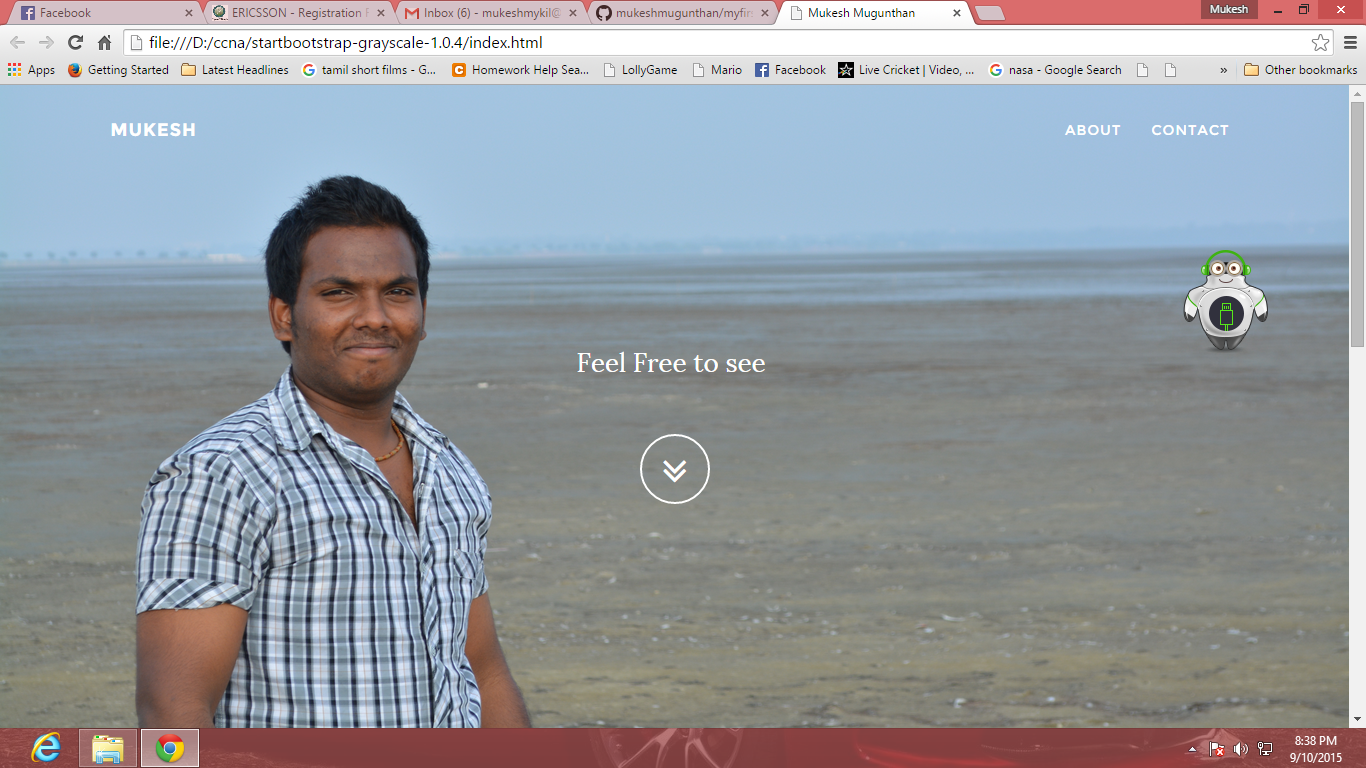 Facebook
ERICSSON - Registration F
Inbox (6) - mukeshmykil@
mukeshmugunthan/myfirs
Mukesh Mugunthan
Mukesh
file:///D:/ccna/startbootstrap-grayscale-1.0.4/index.html
Apps
Getting Started
Latest Headlines
tamil short films - G...
Homework Help Sea...
LollyGame
Mario
Facebook
Live Cricket | Video, ...
nasa - Google Search
»
Other bookmarks
MUKESH
ABOUT
CONTACT
Feel Free to see
8:38 PM
9/10/2015